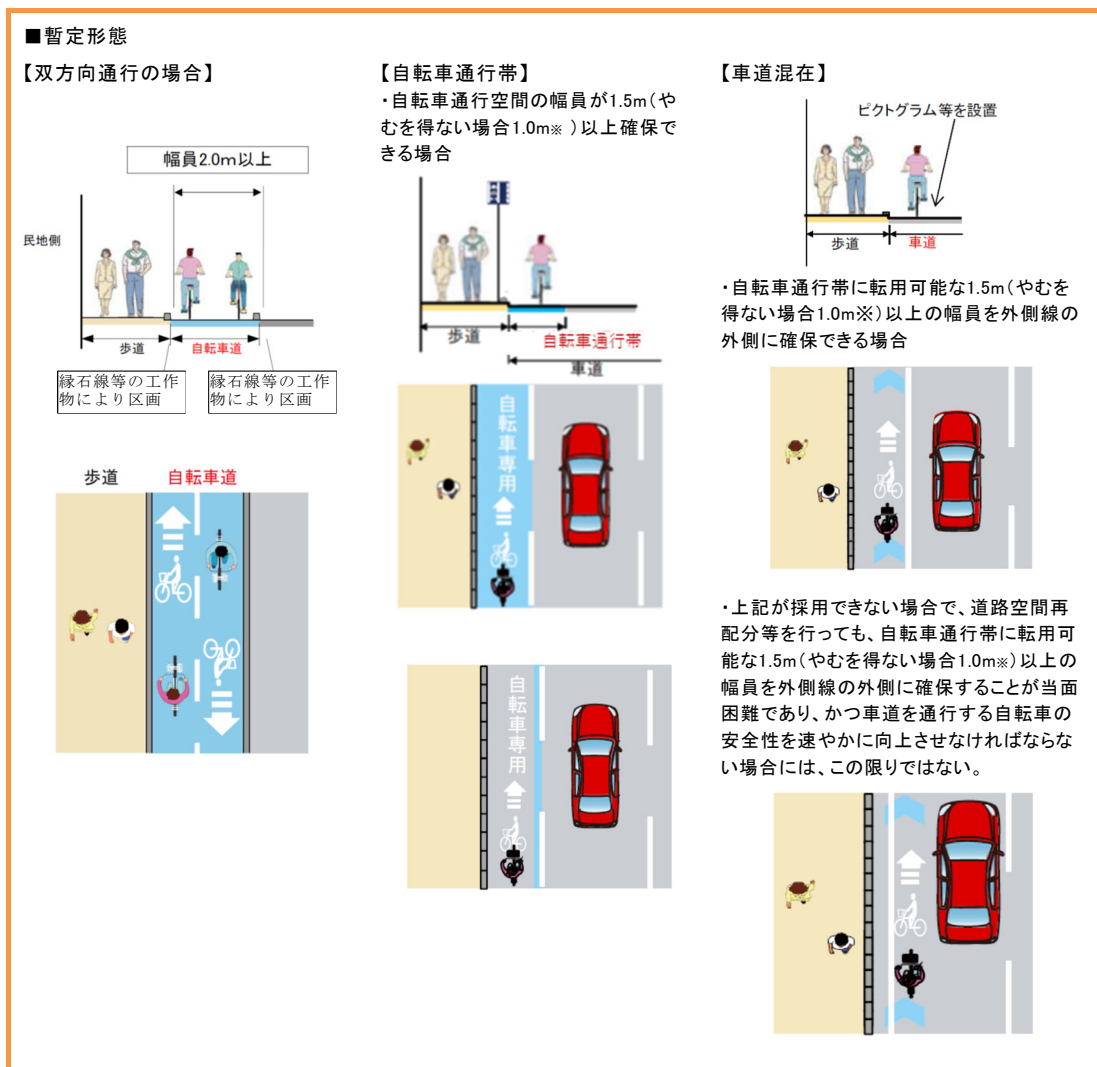 ■暫定形態
【双方向通行の場合】
幅員2.0m以上
民地側
歩道
自転車道
縁石線等の工作
物により区画
縁石線等の工作
物により区画
歩道
自転車道
【自転車通行帯】
・自転車通行空間の幅員が1.5m(や
むを得ない場合1.0m※ )以上確保で
きる場合
歩道
自転車通行帯
車道
自転車専用
自転車専用
【車道混在】
ピクトグラム等を設置
歩道
車道
・自転車通行帯に転用可能な1.5m(やむを
得ない場合1.0m※)以上の幅員を外側線の
外側に確保できる場合
・上記が採用できない場合で、道路空間再
配分等を行っても、自転車通行帯に転用可
能な1.5m(やむを得ない場合1.0m※)以上の
幅員を外側線の外側に確保することが当面
困難であり、かつ車道を通行する自転車の
安全性を速やかに向上させなければならな
い場合には、この限りではない。